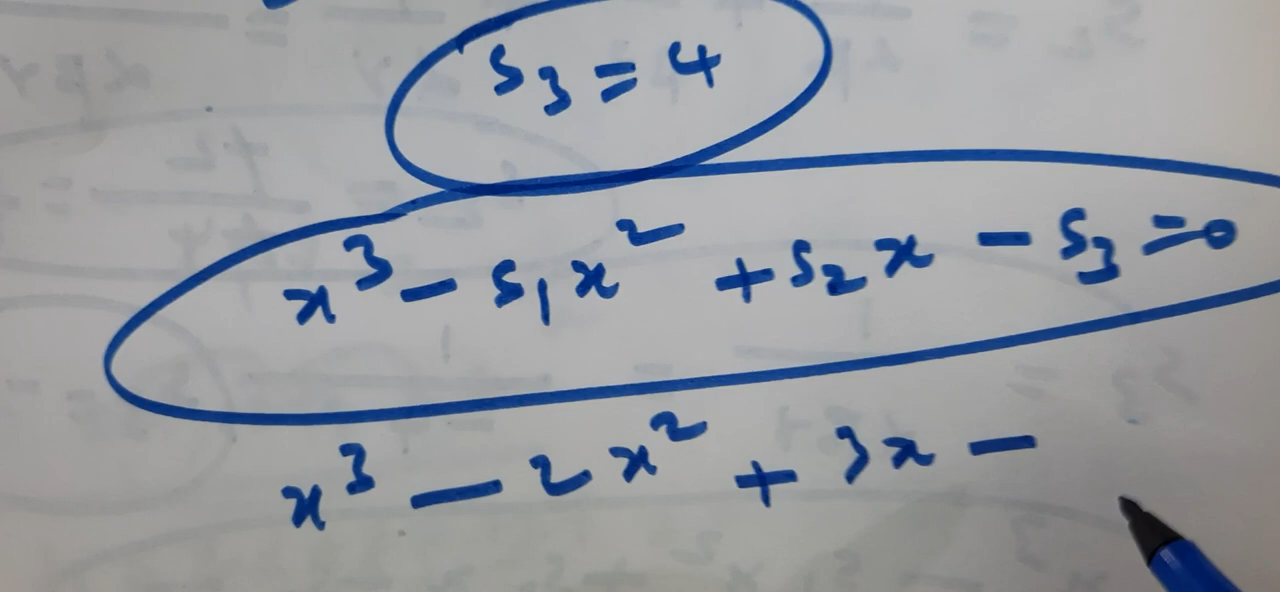 S₃ = 4
x³ - S₁x² + S₂x - S₃ = 0
x³ - 2x² + 3x -